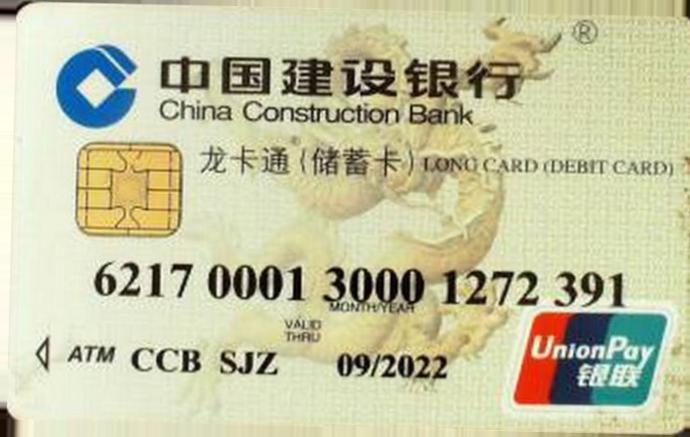 ®
中国建设银行
China Construction Bank
龙卡通(储蓄卡) LONG CARD (DEBIT CARD)
6217 0001 3000 1272 391
MONTH/YEAR
VALID
THRU
ATM CCB SJZ 09/2022
UnionPay
银联